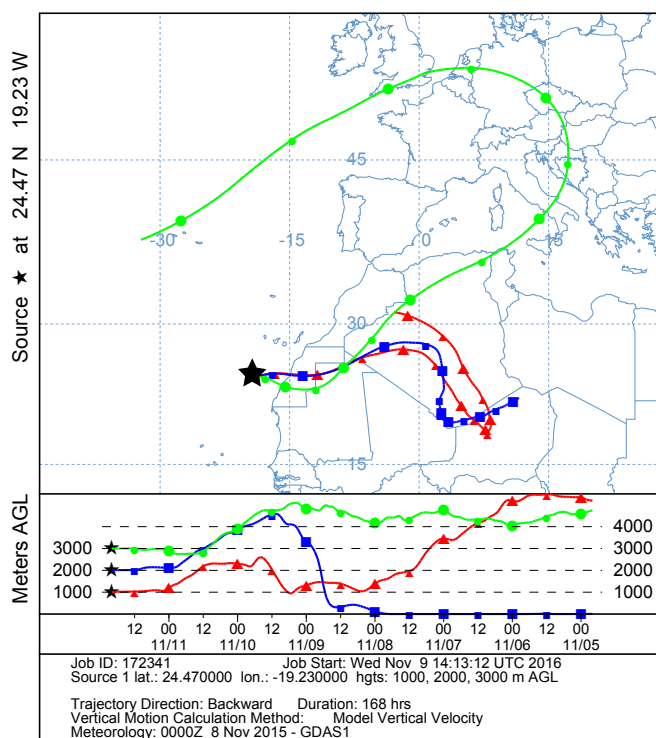 Source ★ at 24.47 N 19.23 W
45
-30 -15 0 15
30
15
Meters AGL
4000
3000 3000
2000 2000
1000 1000
12 00 12 00 12 00 12 00 12 00 12 00 12 00
11/11 11/10 11/09 11/08 11/07 11/06 11/05
Job ID: 172341 Job Start: Wed Nov 9 14:13:12 UTC 2016
Source 1 lat.: 24.470000 lon.: -19.230000 hgts: 1000, 2000, 3000 m AGL
Trajectory Direction: Backward Duration: 168 hrs
Vertical Motion Calculation Method: Model Vertical Velocity
Meteorology: 0000Z 8 Nov 2015 - GDAS1